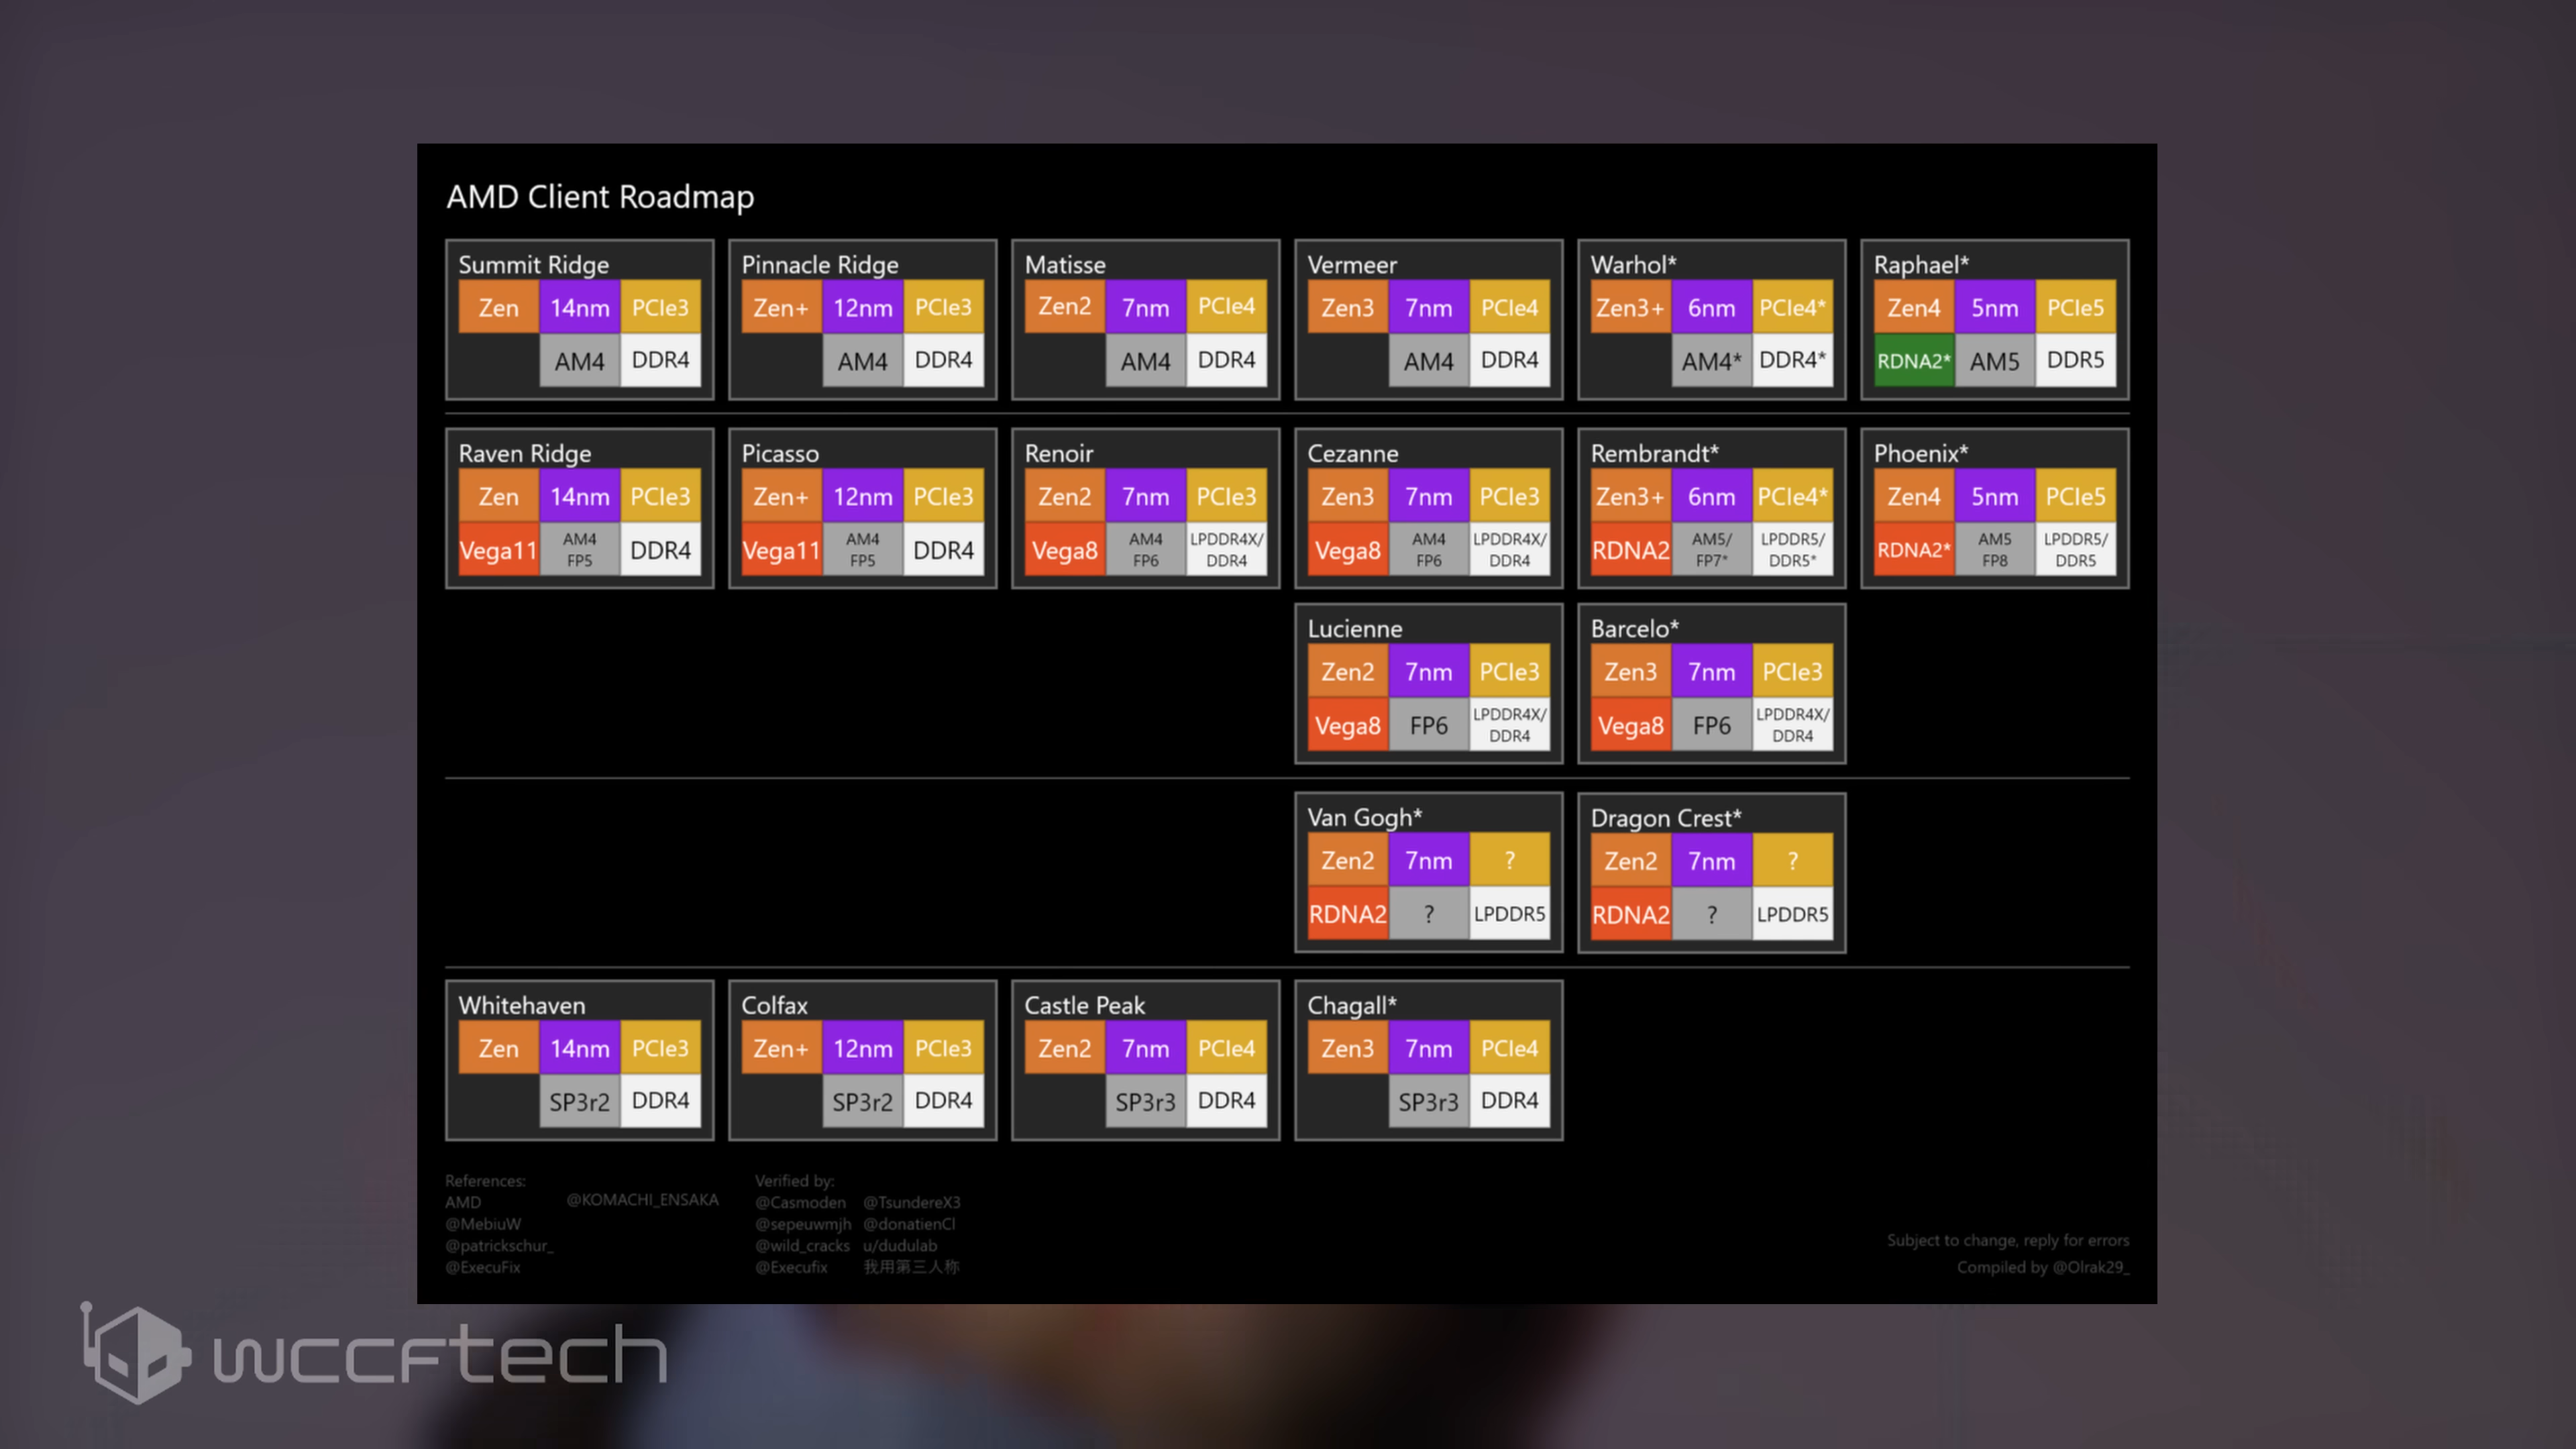 AMD Client Roadmap
Summit Ridge
Zen 14nm PCIe3
AM4 DDR4
Pinnacle Ridge
Zen+ 12nm PCIe3
AM4 DDR4
Matisse
Zen2 7nm PCIe4
AM4 DDR4
Vermeer
Zen3 7nm PCIe4
AM4 DDR4
Warhol*
Zen3+ 6nm PCIe4*
AM4* DDR4*
Raphael*
Zen4 5nm PCIe5
RDNA2* AM5 DDR5
Raven Ridge
Zen 14nm PCIe3
Vega11 AM4 FP5 DDR4
Picasso
Zen+ 12nm PCIe3
Vega11 AM4 FP5 DDR4
Renoir
Zen2 7nm PCIe3
Vega8 AM4 FP6 LPDDR4X/ DDR4
Cezanne
Zen3 7nm PCIe3
Vega8 AM4 FP6 LPDDR4X/ DDR4
Rembrandt*
Zen3+ 6nm PCIe4*
RDNA2 AM5/ FP7* LPDDR5/ DDR5*
Phoenix*
Zen4 5nm PCIe5
RDNA2* AM5 FP8 LPDDR5/ DDR5
Lucienne
Zen2 7nm PCIe3
Vega8 FP6 LPDDR4X/ DDR4
Barcelo*
Zen3 7nm PCIe3
Vega8 FP6 LPDDR4X/ DDR4
Van Gogh*
Zen2 7nm ?
RDNA2 ? LPDDR5
Dragon Crest*
Zen2 7nm ?
RDNA2 ? LPDDR5
Whitehaven
Zen 14nm PCIe3
SP3r2 DDR4
Colfax
Zen+ 12nm PCIe3
SP3r2 DDR4
Castle Peak
Zen2 7nm PCIe4
SP3r3 DDR4
Chagall*
Zen3 7nm PCIe4
SP3r3 DDR4
References:
AMD
@MebiuW
@patrickschur_
@ExecuFix
@KOMACHI_ENSAKA
Verified by:
@Casmoden @TsundereX3
@sepeuwmjh @donatienCl
@wild_cracks u/dudulab
@Execufix 我用第三人称
Subject to change, reply for errors
Compiled by @Olrak29_
wccftech